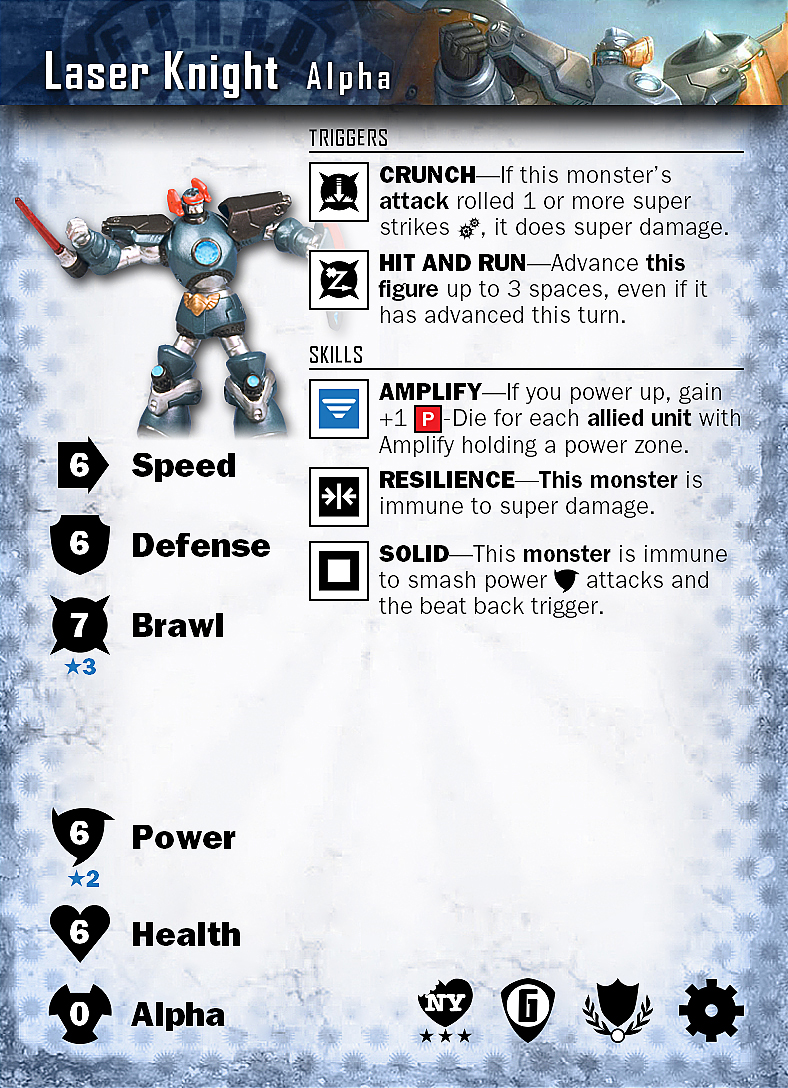 Laser Knight Alpha
TRIGGERS
CRUNCH—If this monster's
attack rolled 1 or more super
strikes , it does super damage.
HIT AND RUN—Advance this
figure up to 3 spaces, even if it
has advanced this turn.
SKILLS
AMPLIFY—If you power up, gain
+1 P-Die for each allied unit with
Amplify holding a power zone.
RESILIENCE—This monster is
immune to super damage.
SOLID—This monster is immune
to smash power attacks and
the beat back trigger.
6 Speed
6 Defense
7 Brawl
★3
6 Power
★2
6 Health
0 Alpha
NY
★★★
G